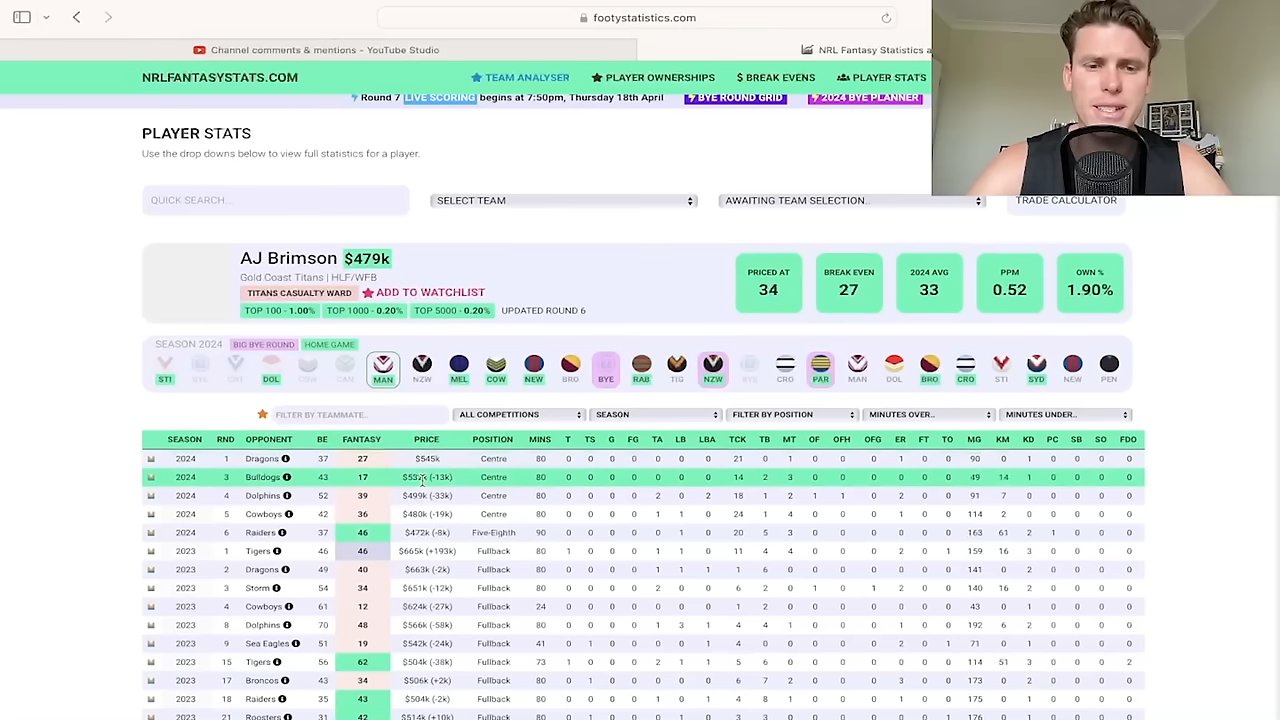 footystatistics.com
Channel comments & mentions – YouTube Studio
NRL Fantasy Statistics a
NRLFANTASYSTATS.COM
TEAM ANALYSER
PLAYER OWNERSHIPS
$ BREAK EVENS
PLAYER STATS
Round 7 LIVE SCORING begins at 7:50pm, Thursday 18th April
BYE ROUND GRID
2024 BYE PLANNER
PLAYER STATS
Use the drop downs below to view full statistics for a player.
QUICK SEARCH...
SELECT TEAM
AWAITING TEAM SELECTION..
TRADE CALCULATOR
AJ Brimson $479k
Gold Coast Titans | HLF/WFB
TITANS CASUALTY WARD
ADD TO WATCHLIST
TOP 100 - 1.00% TOP 1000 - 0.20% TOP 5000 - 0.20% UPDATED ROUND 6
PRICED AT BREAK EVEN 2024 AVG PPM OWN %
34 27 33 0.52 1.90%
SEASON 2024 BIG BYE ROUND HOME GAME
STI DOL MAN NZW MEL COW NEW BRO BYE RAB TIG NZW BYE CRO PAR MAN DOL BRO CRO STI SYD NEW PEN
FILTER BY TEAMMATE.. ALL COMPETITIONS SEASON FILTER BY POSITION MINUTES OVER.. MINUTES UNDER..
SEASON RND OPPONENT BE FANTASY PRICE POSITION MINS T TS G FG TA LB LBA TCK TB MT OF OFH OFG ER FT TO MG KM KD PC SB SO FDO
2024 1 Dragons 37 27 $545k Centre 80 0 0 0 0 0 0 0 21 0 1 0 0 0 1 0 0 90 0 0 0 0 0 0
2024 3 Bulldogs 43 17 (-13k) Centre 80 0 0 0 0 0 0 0 14 2 3 0 0 0 0 0 0 49 14 1 0 0 0 0
2024 4 Dolphins 52 39 $499k (-33k) Centre 80 0 0 0 0 2 0 2 18 1 2 1 1 0 2 0 0 91 7 0 0 0 0 0
2024 5 Cowboys 42 36 $480k (-19k) Centre 80 0 0 0 0 1 1 0 24 1 4 0 0 0 1 0 0 114 2 0 0 0 0 0
2024 6 Raiders 37 46 $472k (-8k) Five-Eighth 90 0 0 0 0 0 1 0 20 5 3 0 0 0 0 0 0 163 61 2 1 0 0 0
2023 1 Tigers 46 46 $665k (+193k) Fullback 80 1 0 0 0 1 1 0 11 4 4 0 0 0 2 0 1 159 16 3 0 0 0 0
2023 2 Dragons 49 40 $663k (-2k) Fullback 80 0 0 0 0 1 1 1 1 6 0 0 0 0 0 0 0 141 0 2 0 0 0 0
2023 3 Storm 54 34 $651k (-12k) Fullback 80 0 0 0 0 2 0 0 6 2 0 1 0 1 2 0 0 140 16 2 0 0 0 0
2023 4 Cowboys 61 12 $624k (-27k) Fullback 24 0 0 0 0 0 0 0 1 2 0 0 0 0 0 0 0 43 0 1 0 0 0 0
2023 8 Dolphins 70 48 $566k (-58k) Fullback 80 0 0 0 0 1 3 1 4 4 1 0 0 0 1 0 0 192 6 2 0 0 0 0
2023 9 Sea Eagles 51 19 $542k (-24k) Fullback 41 0 1 0 0 0 0 1 4 0 0 0 0 0 2 0 1 71 0 0 0 0 0 0
2023 15 Tigers 56 62 $504k (-38k) Fullback 73 1 0 0 0 2 1 1 5 6 0 0 0 0 1 0 0 114 51 3 0 0 0 2
2023 17 Broncos 43 34 $506k (+2k) Fullback 80 0 1 0 0 0 0 0 6 7 2 0 0 0 3 0 0 173 0 0 0 0 0 0
2023 18 Raiders 35 43 $504k (-2k) Fullback 80 0 0 0 0 1 0 1 4 8 1 0 0 0 1 0 0 175 0 1 0 0 0 0
2023 21 Roosters 31 42 $514k (+10k) Fullback